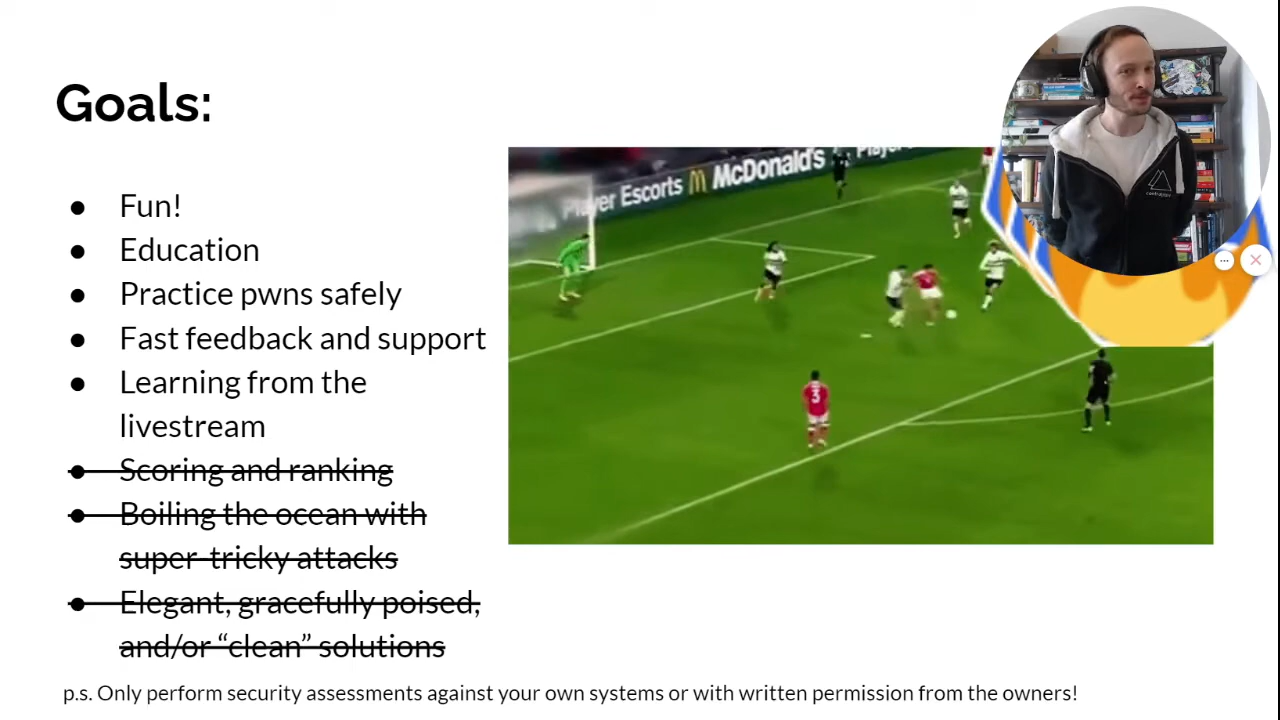 Goals:
● Fun!
● Education
● Practice pwns safely
● Fast feedback and support
● Learning from the
livestream
● Scoring and ranking
● Boiling the ocean with
super-tricky attacks
● Elegant, gracefully poised,
and/or “clean” solutions
Player Escorts McDonald's Player
3
p.s. Only perform security assessments against your own systems or with written permission from the owners!